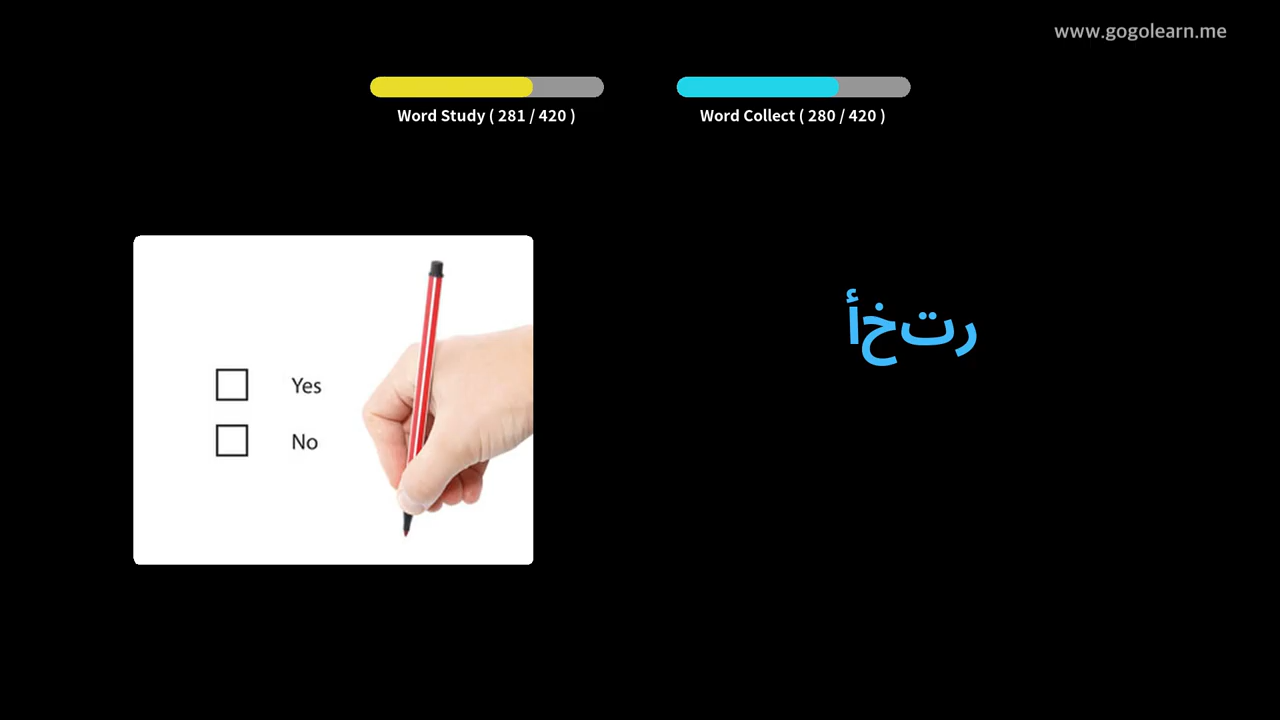 www.gogolearn.me
Word Study ( 281 / 420 )
Word Collect ( 280 / 420 )
Yes
No
رتخأ